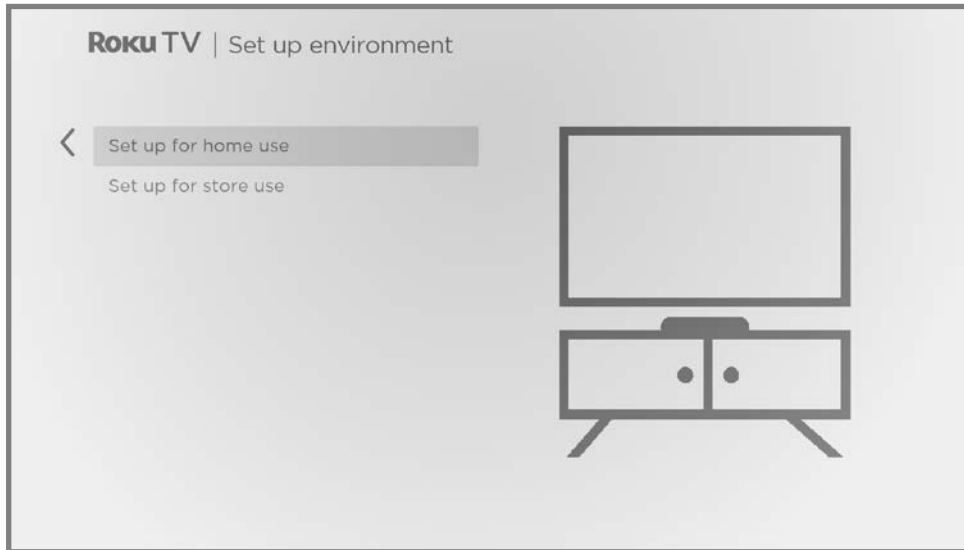 Roku TV | Set up environment
Set up for home use
Set up for store use